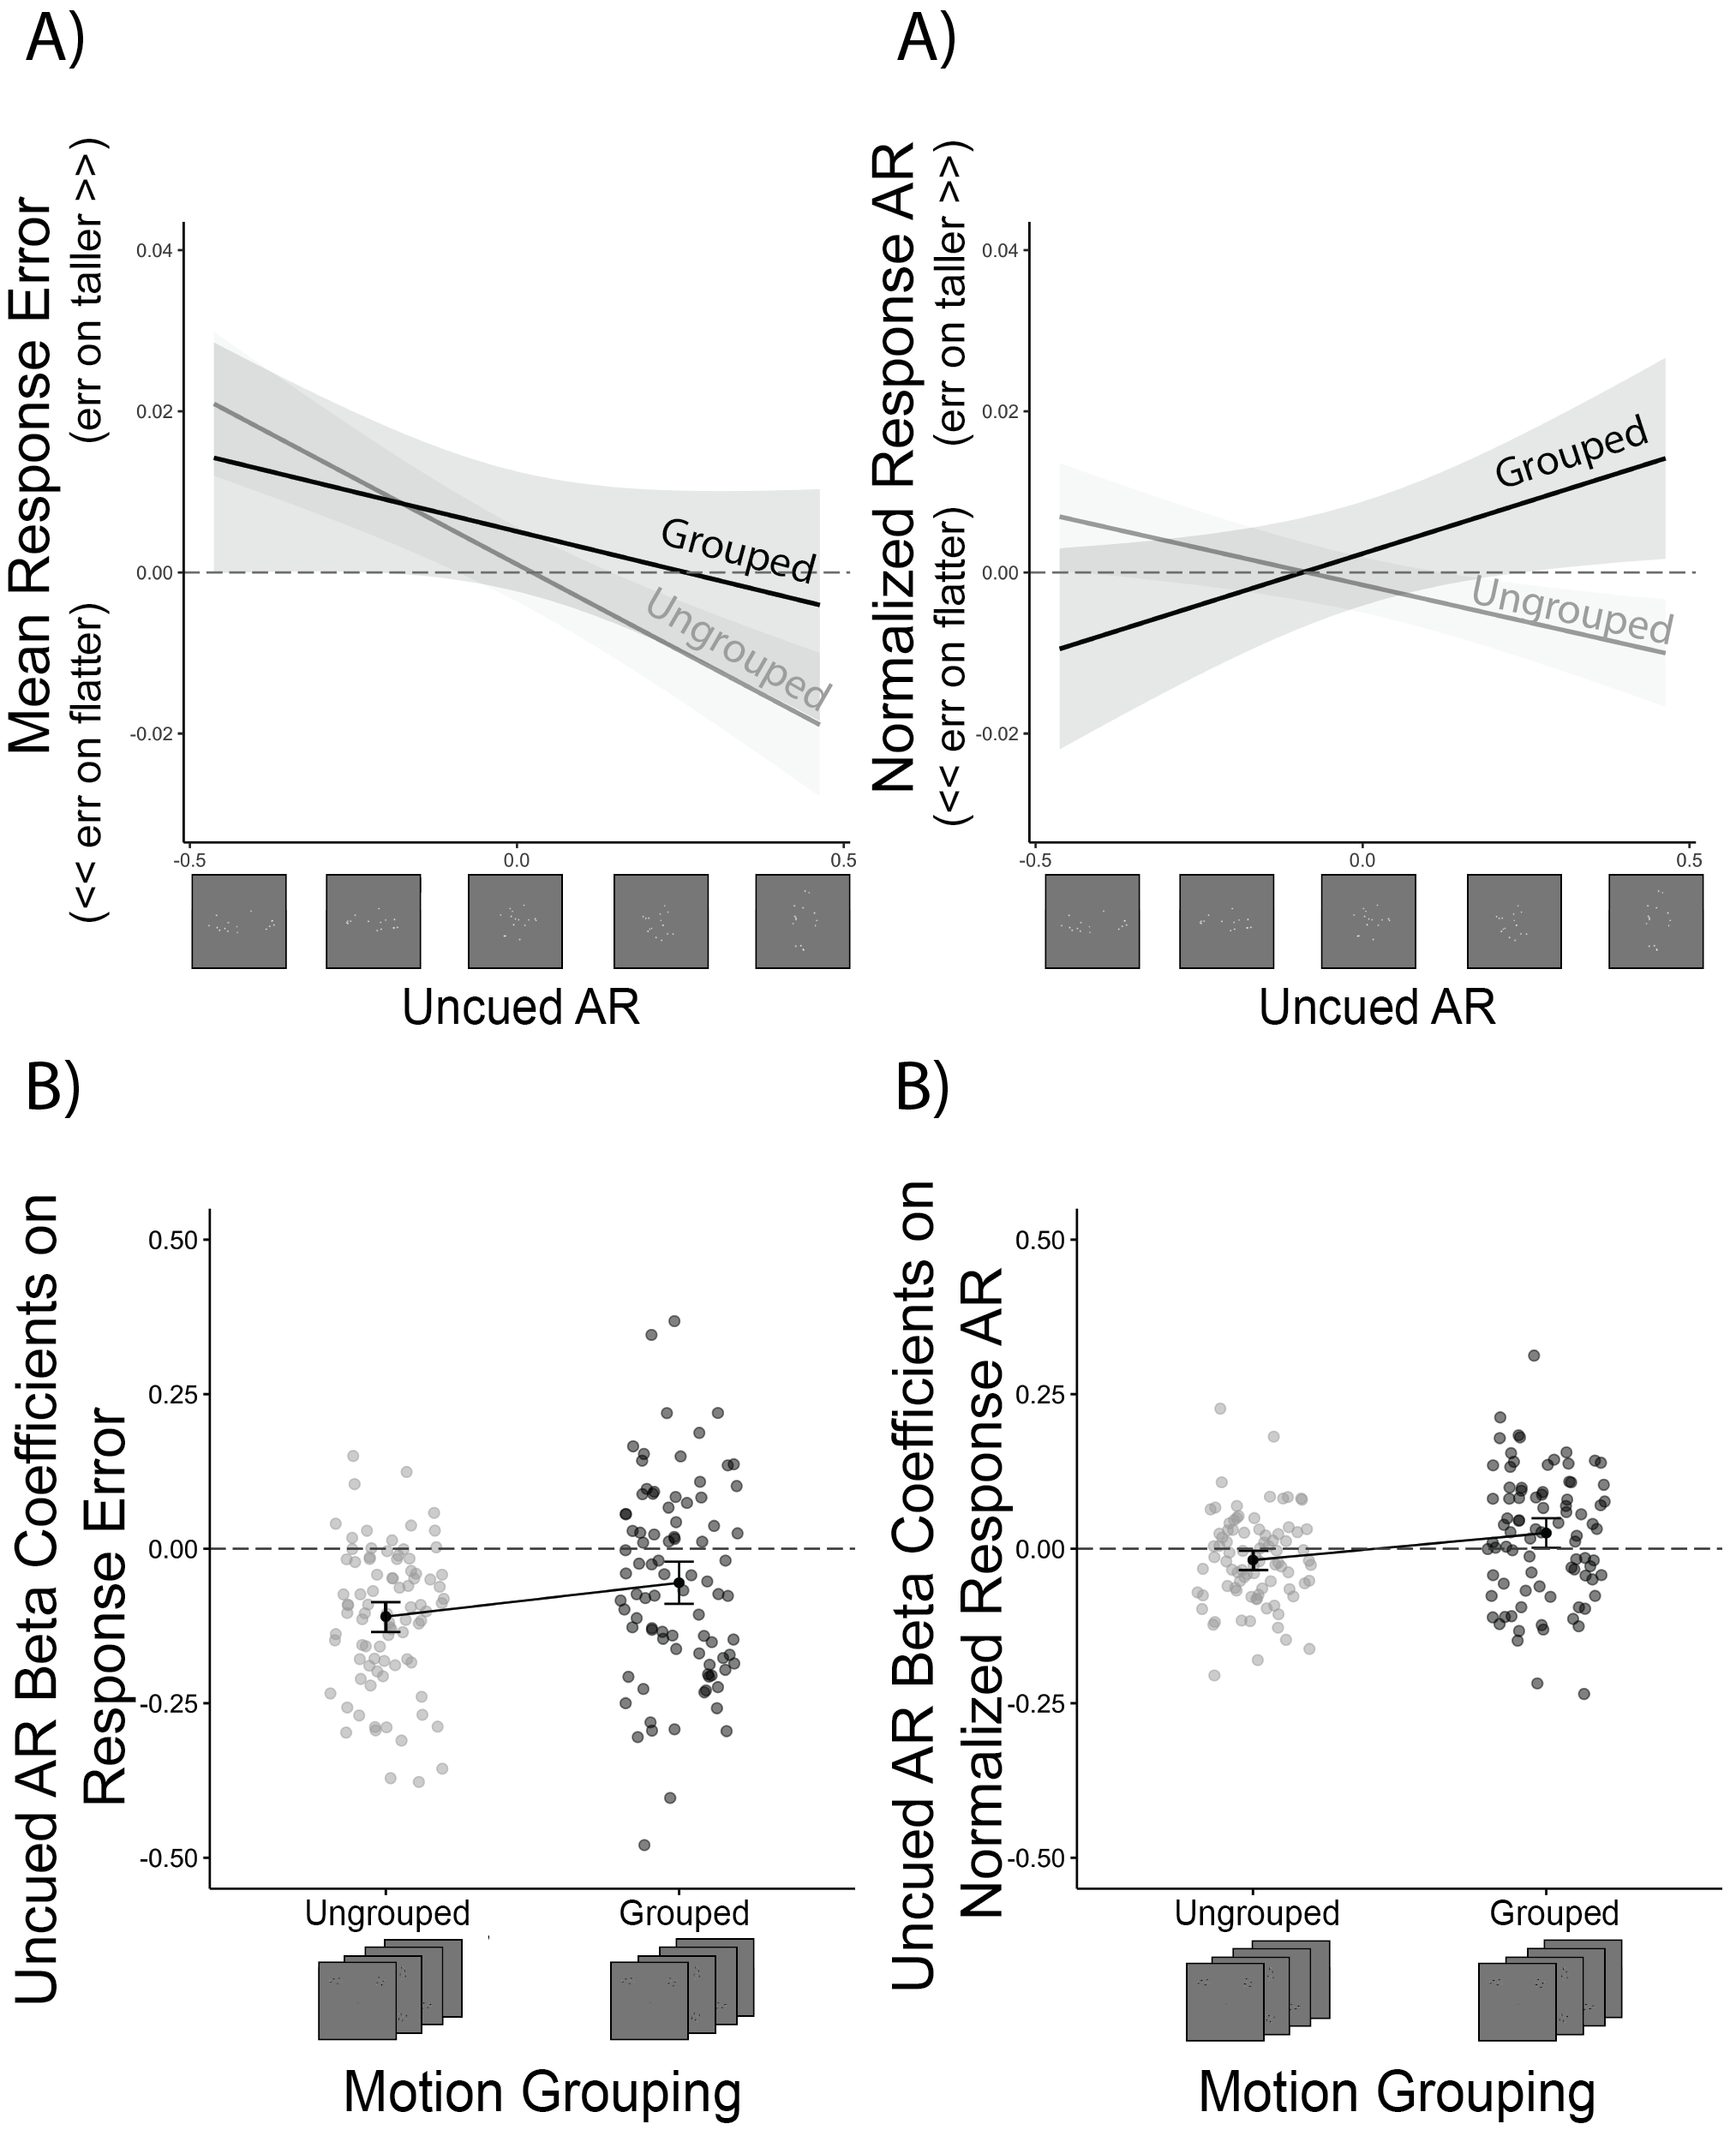 A)
Mean Response Error
(<< err on flatter) (err on taller >>)
0.04
0.02
0.00
-0.02
Grouped
Ungrouped
-0.5 0.0 0.5
Uncued AR
A)
Normalized Response AR
(<< err on flatter) (err on taller >>)
0.04
0.02
0.00
-0.02
Grouped
Ungrouped
-0.5 0.0 0.5
Uncued AR
B)
Uncued AR Beta Coefficients on
Response Error
0.50
0.25
0.00
-0.25
-0.50
Ungrouped Grouped
Motion Grouping
B)
Uncued AR Beta Coefficients on
Normalized Response AR
0.50
0.25
0.00
-0.25
-0.50
Ungrouped Grouped
Motion Grouping